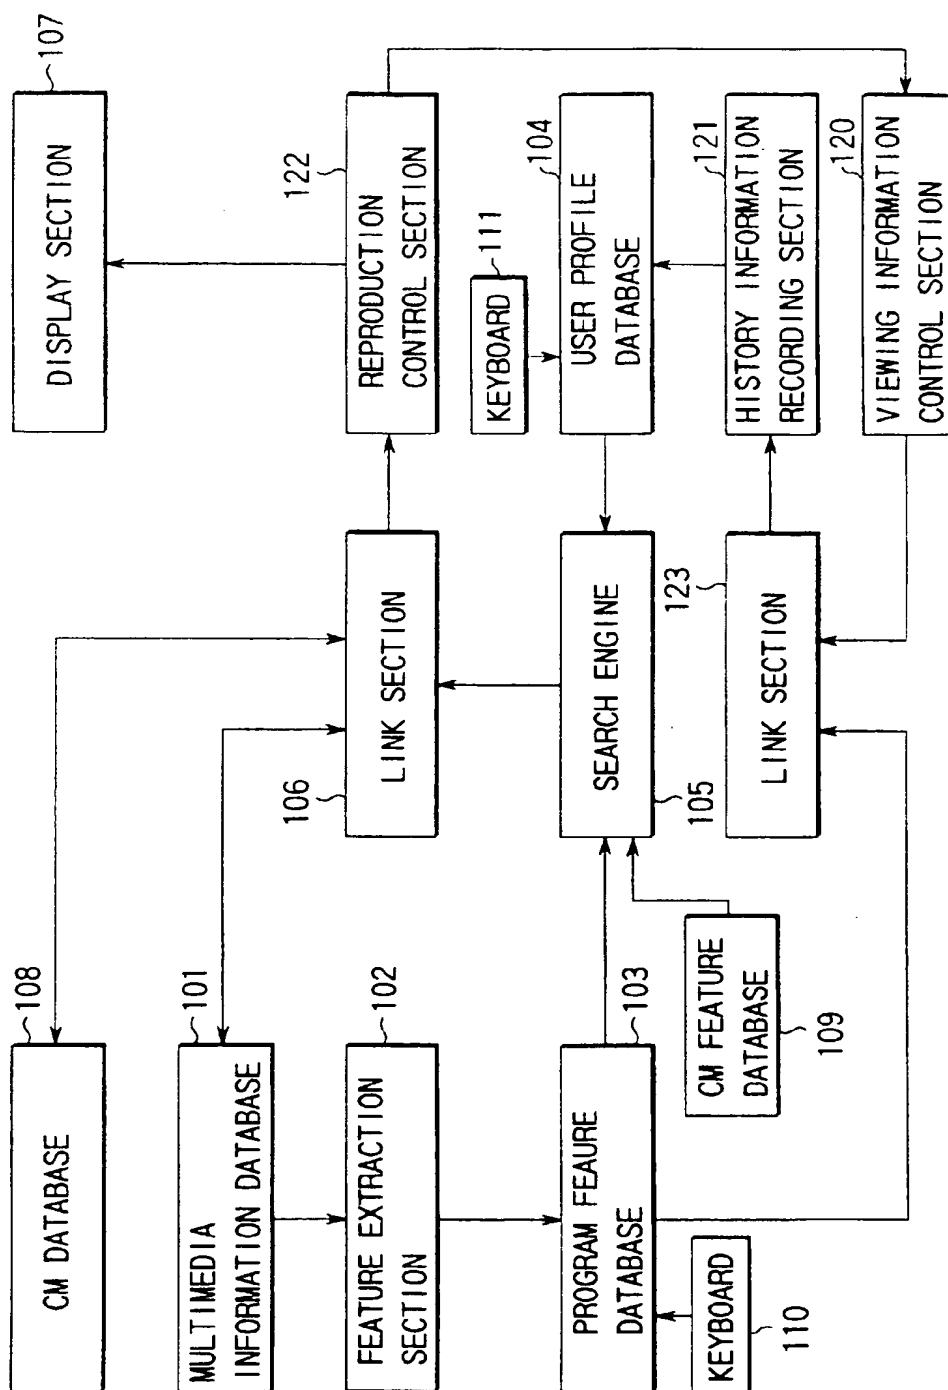 CM DATABASE
108
MULTIMEDIA
INFORMATION DATABASE
101
FEATURE EXTRACTION
SECTION
102
PROGRAM FEAURE
DATABASE
103
KEYBOARD
110
CM FEATURE
DATABASE
109
LINK SECTION
106
SEARCH ENGINE
105
LINK SECTION
123
DISPLAY SECTION
107
REPRODUCTION
CONTROL SECTION
122
KEYBOARD
111
USER PROFILE
DATABASE
104
HISTORY INFORMATION
RECORDING SECTION
121
VIEWING INFORMATION
CONTROL SECTION
120